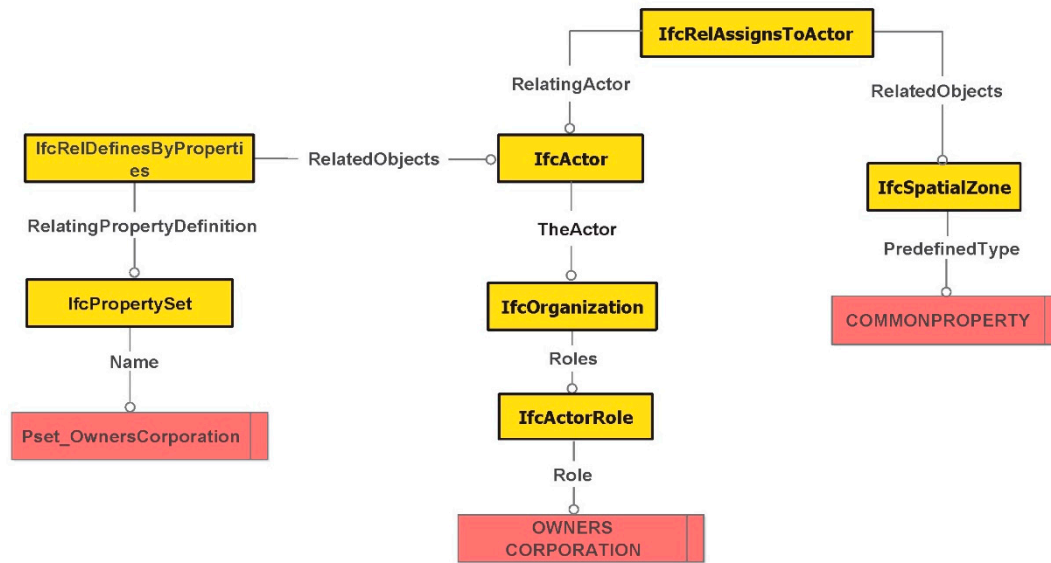 IfcRelAssignsToActor
RelatingActor
RelatedObjects
IfcRelDefinesByProperti
es
RelatedObjects
IfcActor
IfcSpatialZone
RelatingPropertyDefinition
TheActor
PredefinedType
IfcPropertySet
IfcOrganization
COMMONPROPERTY
Name
Roles
Pset_OwnersCorporation
IfcActorRole
Role
OWNERS
CORPORATION